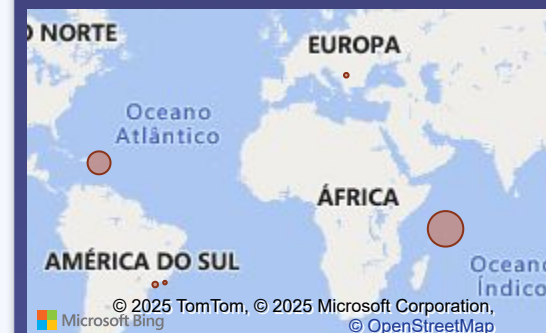 O NORTE
EUROPA
Oceano
Atlântico
ÁFRICA
AMÉRICA DO SUL
Oceano
Índico
© 2025 TomTom, © 2025 Microsoft Corporation,
Microsoft Bing
© OpenStreetMap